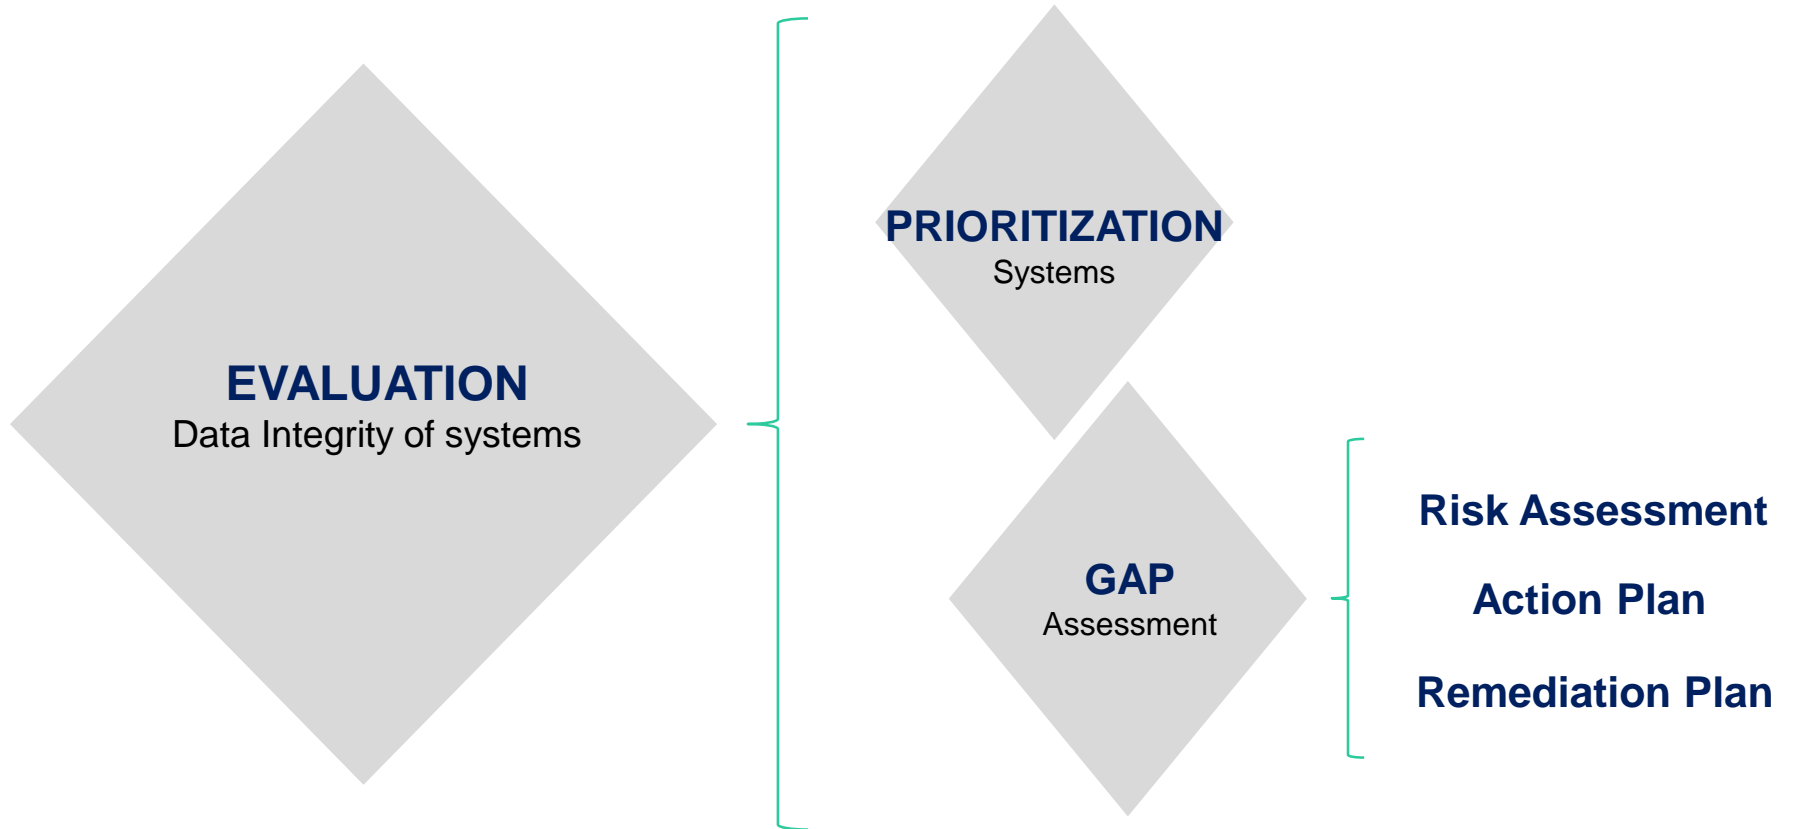 EVALUATION
Data Integrity of systems
PRIORITIZATION
Systems
GAP
Assessment
Risk Assessment
Action Plan
Remediation Plan